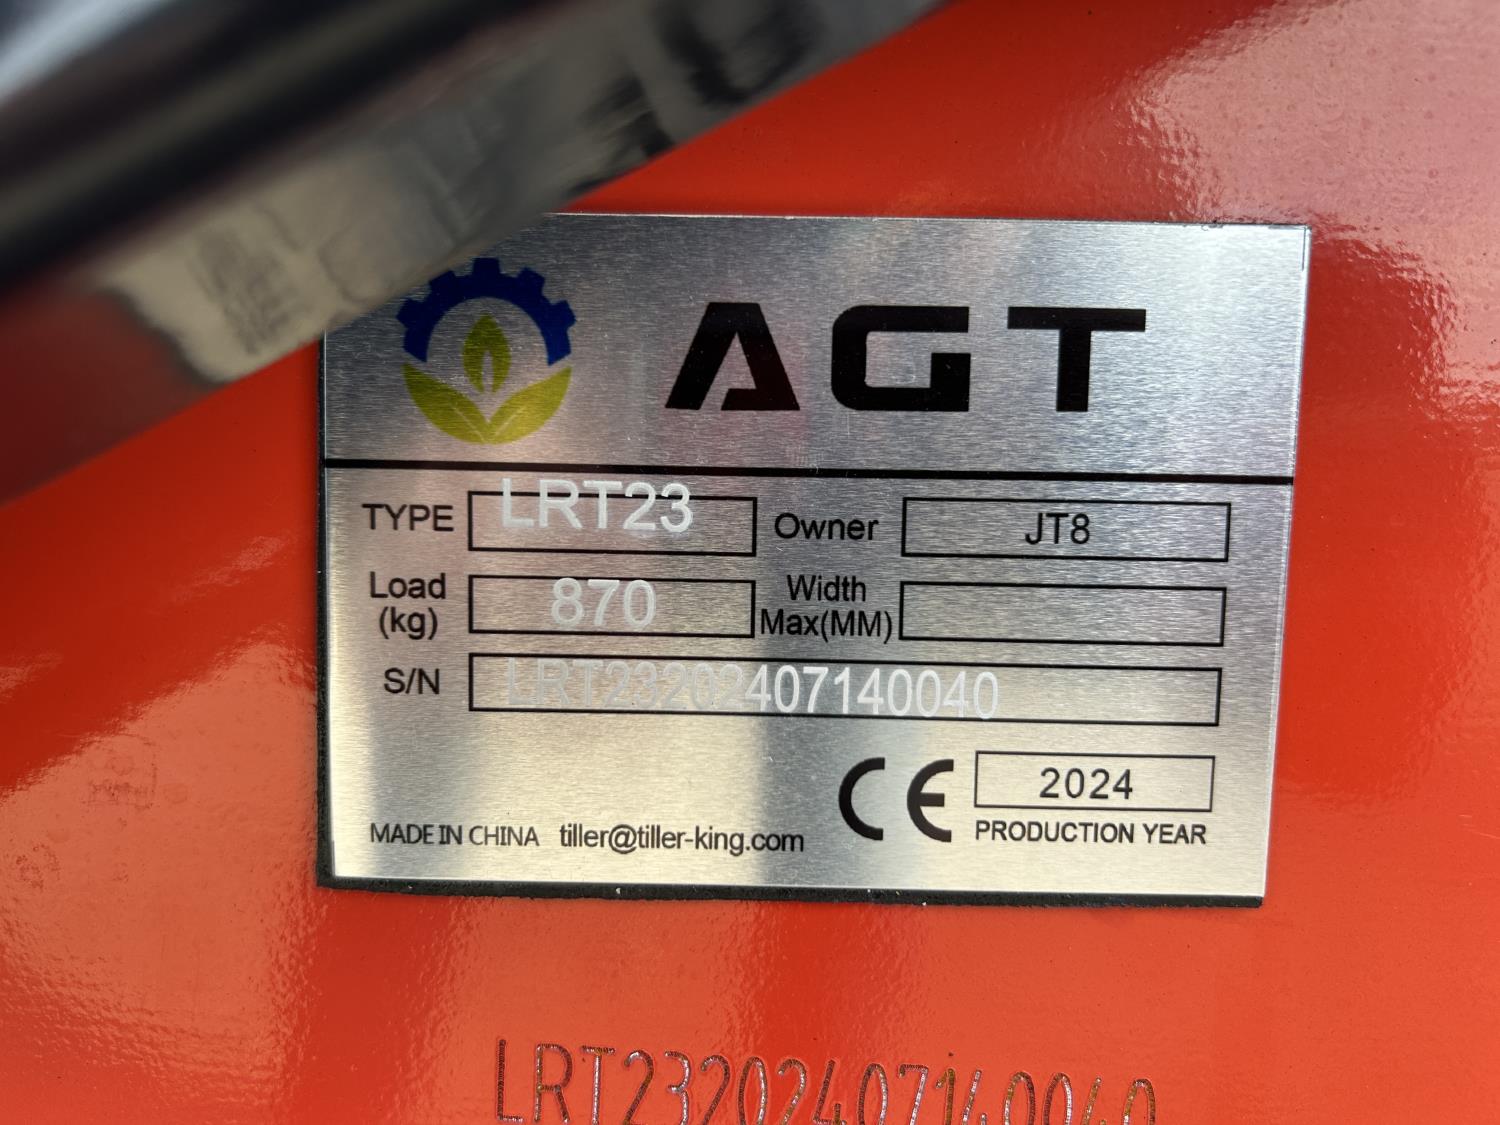 AGT
TYPE LRT23 Owner JT8
Load (kg) 870 Width Max(MM)
S/N LRT23202407140040
CE 2024
MADE IN CHINA tiller@tiller-king.com PRODUCTION YEAR
LRT23202407140040